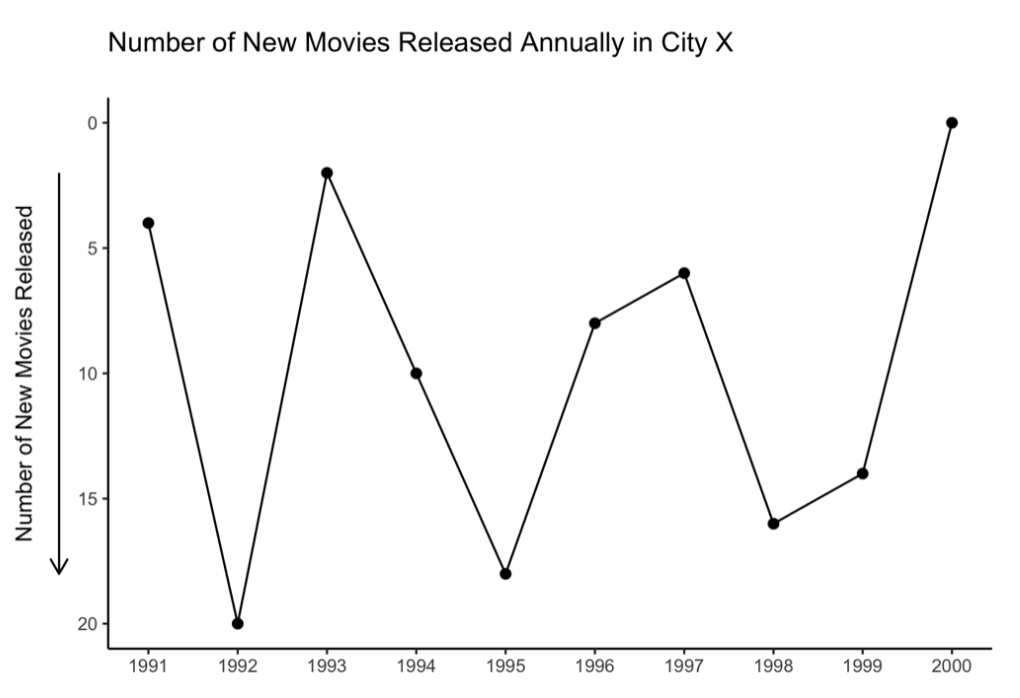 Number of New Movies Released Annually in City X
Number of New Movies Released
0
5
10
15
20
1991 1992 1993 1994 1995 1996 1997 1998 1999 2000